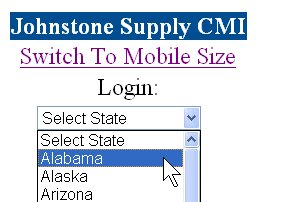 Johnstone Supply CMI
Switch To Mobile Size
Login:
Select State
Select State
Alabama
Alaska
Arizona